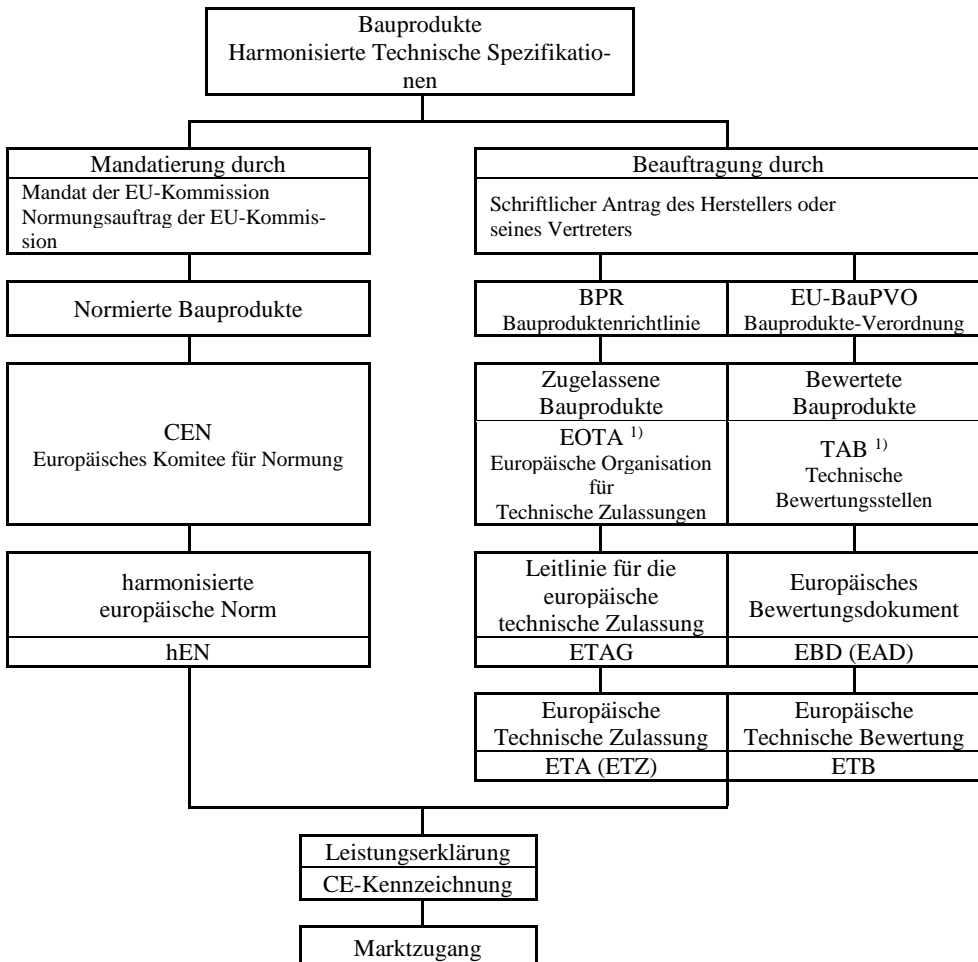 Bauprodukte
Harmonisierte Technische Spezifikatio-
nen
Mandatierung durch
Mandat der EU-Kommission
Normungsauftrag der EU-Kommis-
sion
Beauftragung durch
Schriftlicher Antrag des Herstellers oder
seines Vertreters
Normierte Bauprodukte
BPR
Bauproduktenrichtlinie
EU-BauPVO
Bauprodukte-Verordnung
CEN
Europäisches Komitee für Normung
Zugelassene
Bauprodukte
EOTA 1)
Europäische Organisation
für
Technische Zulassungen
Bewertete
Bauprodukte
TAB 1)
Technische
Bewertungsstellen
harmonisierte
europäische Norm
hEN
Leitlinie für die
europäische
technische Zulassung
ETAG
Europäisches
Bewertungsdokument
EBD (EAD)
Europäische
Technische Zulassung
ETA (ETZ)
Europäische
Technische Bewertung
ETB
Leistungserklärung
CE-Kennzeichnung
Marktzugang